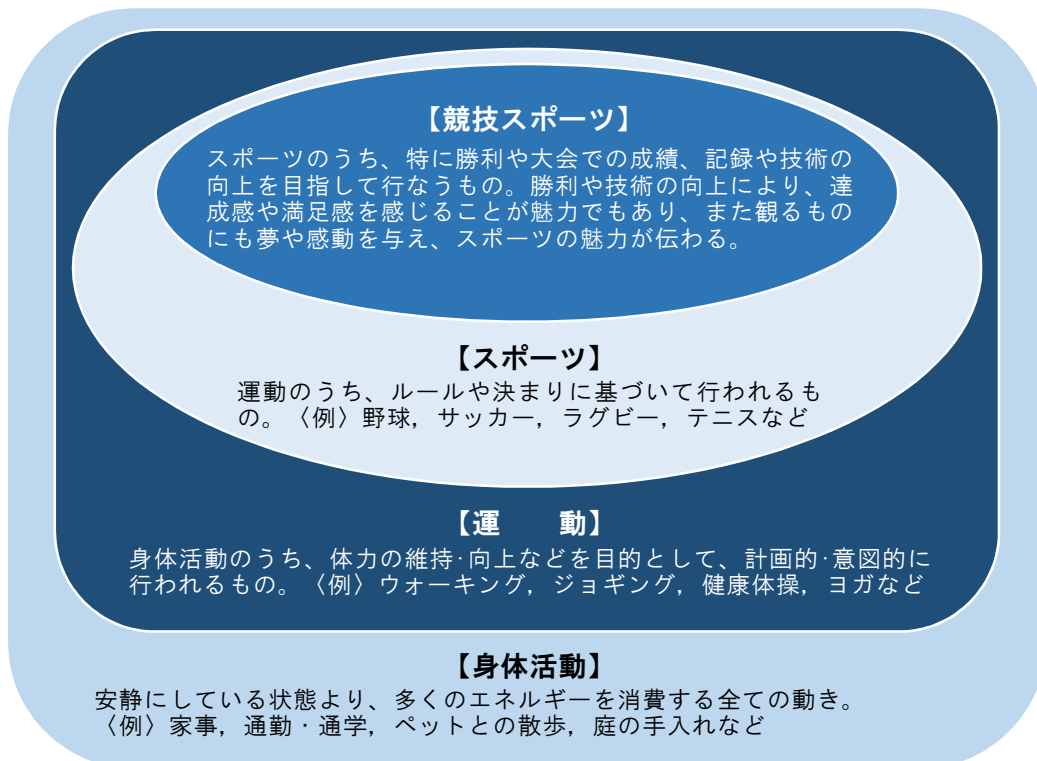 【競技スポーツ】
スポーツのうち、特に勝利や大会での成績、記録や技術の
向上を目指して行なうもの。勝利や技術の向上により、達
成感や満足感を感じることが魅力でもあり、また観るもの
にも夢や感動を与え、スポーツの魅力が伝わる。
【スポーツ】
運動のうち、ルールや決まりに基づいて行われるも
の。〈例〉野球，サッカー，ラグビー，テニスなど
【運　　動】
身体活動のうち、体力の維持･向上などを目的として、計画的･意図的に
行われるもの。〈例〉ウォーキング，ジョギング，健康体操，ヨガなど
【身体活動】
安静にしている状態より、多くのエネルギーを消費する全ての動き。
〈例〉家事，通勤・通学，ペットとの散歩，庭の手入れなど